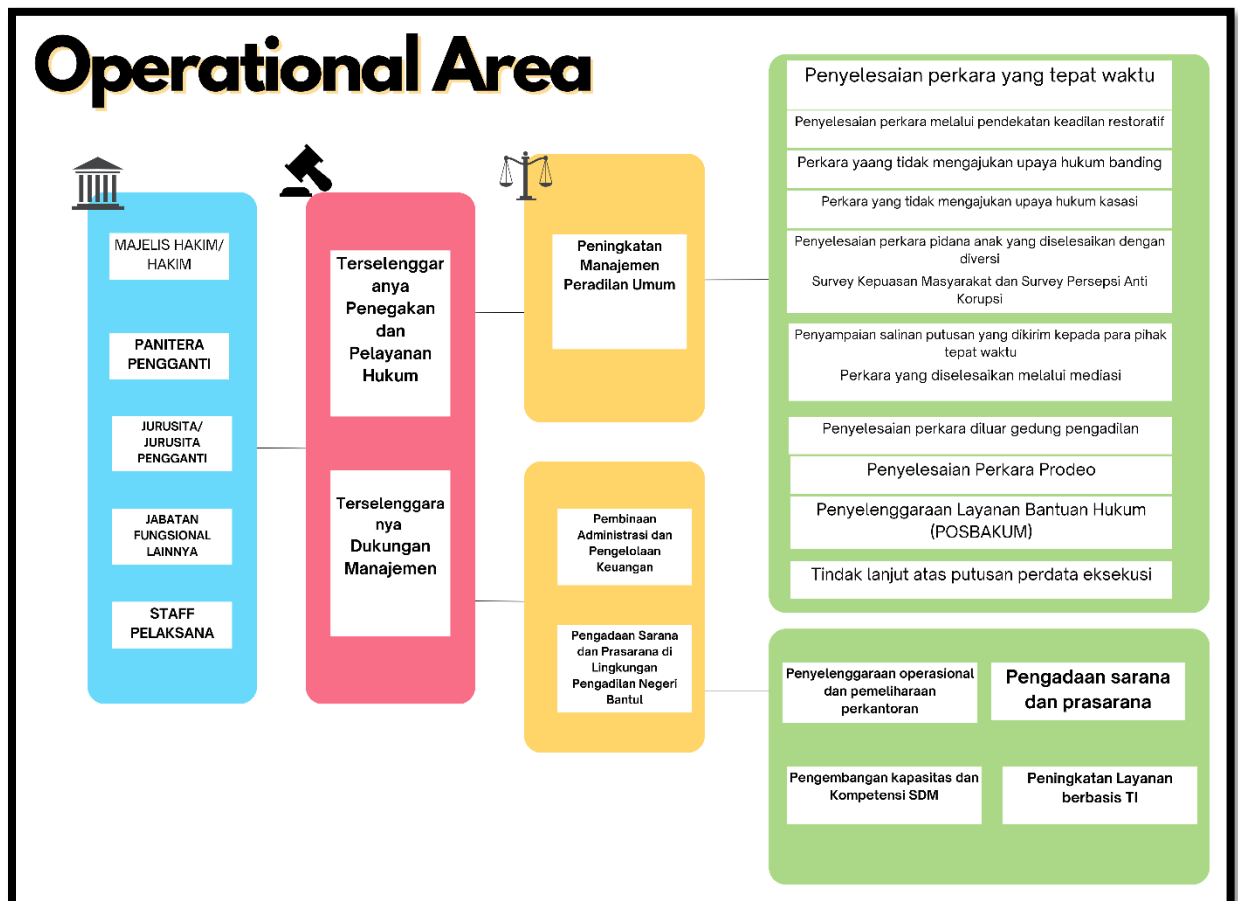 Operational Area
MAJELIS HAKIM/
HAKIM
PANITERA
PENGGANTI
JURUSITA/
JURUSITA
PENGGANTI
JABATAN
FUNGSIONAL
LAINNYA
STAFF
PELAKSANA
Terselenggar
anya
Penegakan
dan
Pelayanan
Hukum
Terselenggara
nya
Dukungan
Manajemen
Peningkatan
Manajemen
Peradilan Umum
Pembinaan
Administrasi dan
Pengelolaan
Keuangan
Pengadaan Sarana
dan Prasarana di
Lingkungan
Pengadilan Negeri
Bantul
Penyelesaian perkara yang tepat waktu
Penyelesaian perkara melalui pendekatan keadilan restoratif
Perkara yaang tidak mengajukan upaya hukum banding
Perkara yang tidak mengajukan upaya hukum kasasi
Penyelesaian perkara pidana anak yang diselesaikan dengan
diversi
Survey Kepuasan Masyarakat dan Survey Persepsi Anti
Korupsi
Penyampaian salinan putusan yang dikirim kepada para pihak
tepat waktu
Perkara yang diselesaikan melalui mediasi
Penyelesaian perkara diluar gedung pengadilan
Penyelesaian Perkara Prodeo
Penyelenggaraan Layanan Bantuan Hukum
(POSBAKUM)
Tindak lanjut atas putusan perdata eksekusi
Penyelenggaraan operasional
dan pemeliharaan
perkantoran
Pengadaan sarana
dan prasarana
Pengembangan kapasitas dan
Kompetensi SDM
Peningkatan Layanan
berbasis TI